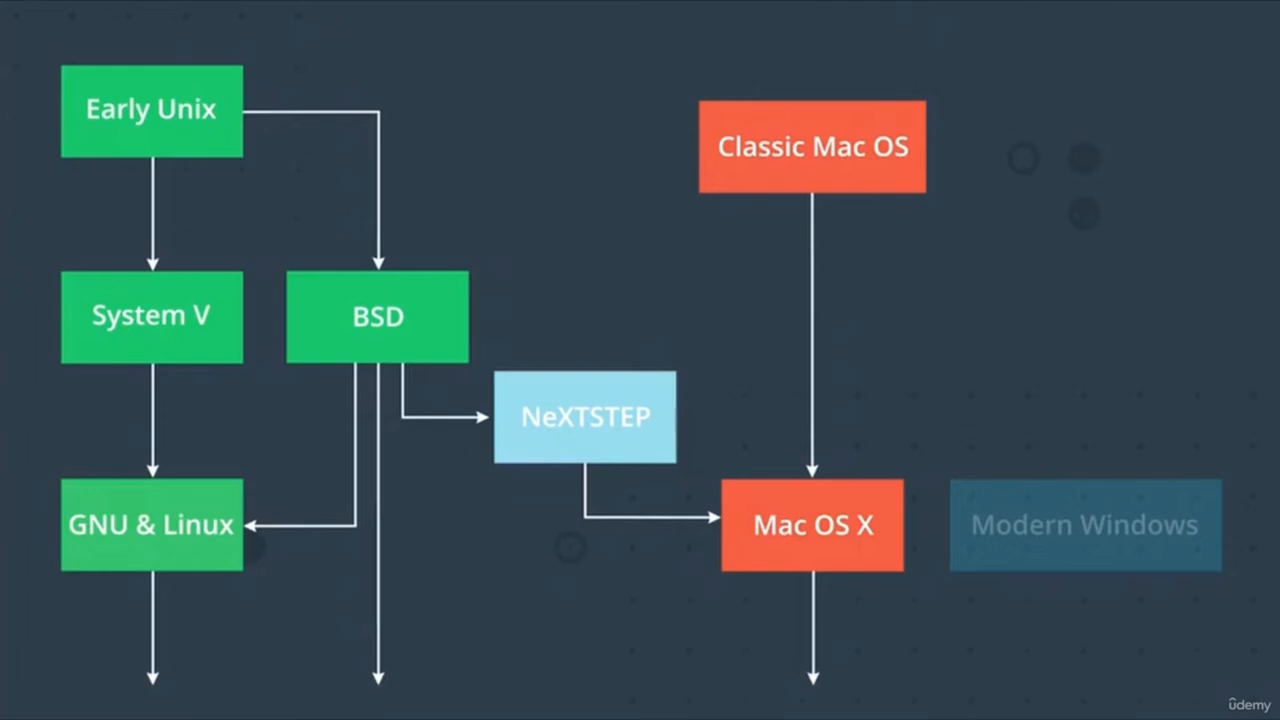 Early Unix
Classic Mac OS
System V
BSD
NeXTSTEP
GNU & Linux
Mac OS X
Modern Windows
ûdemy